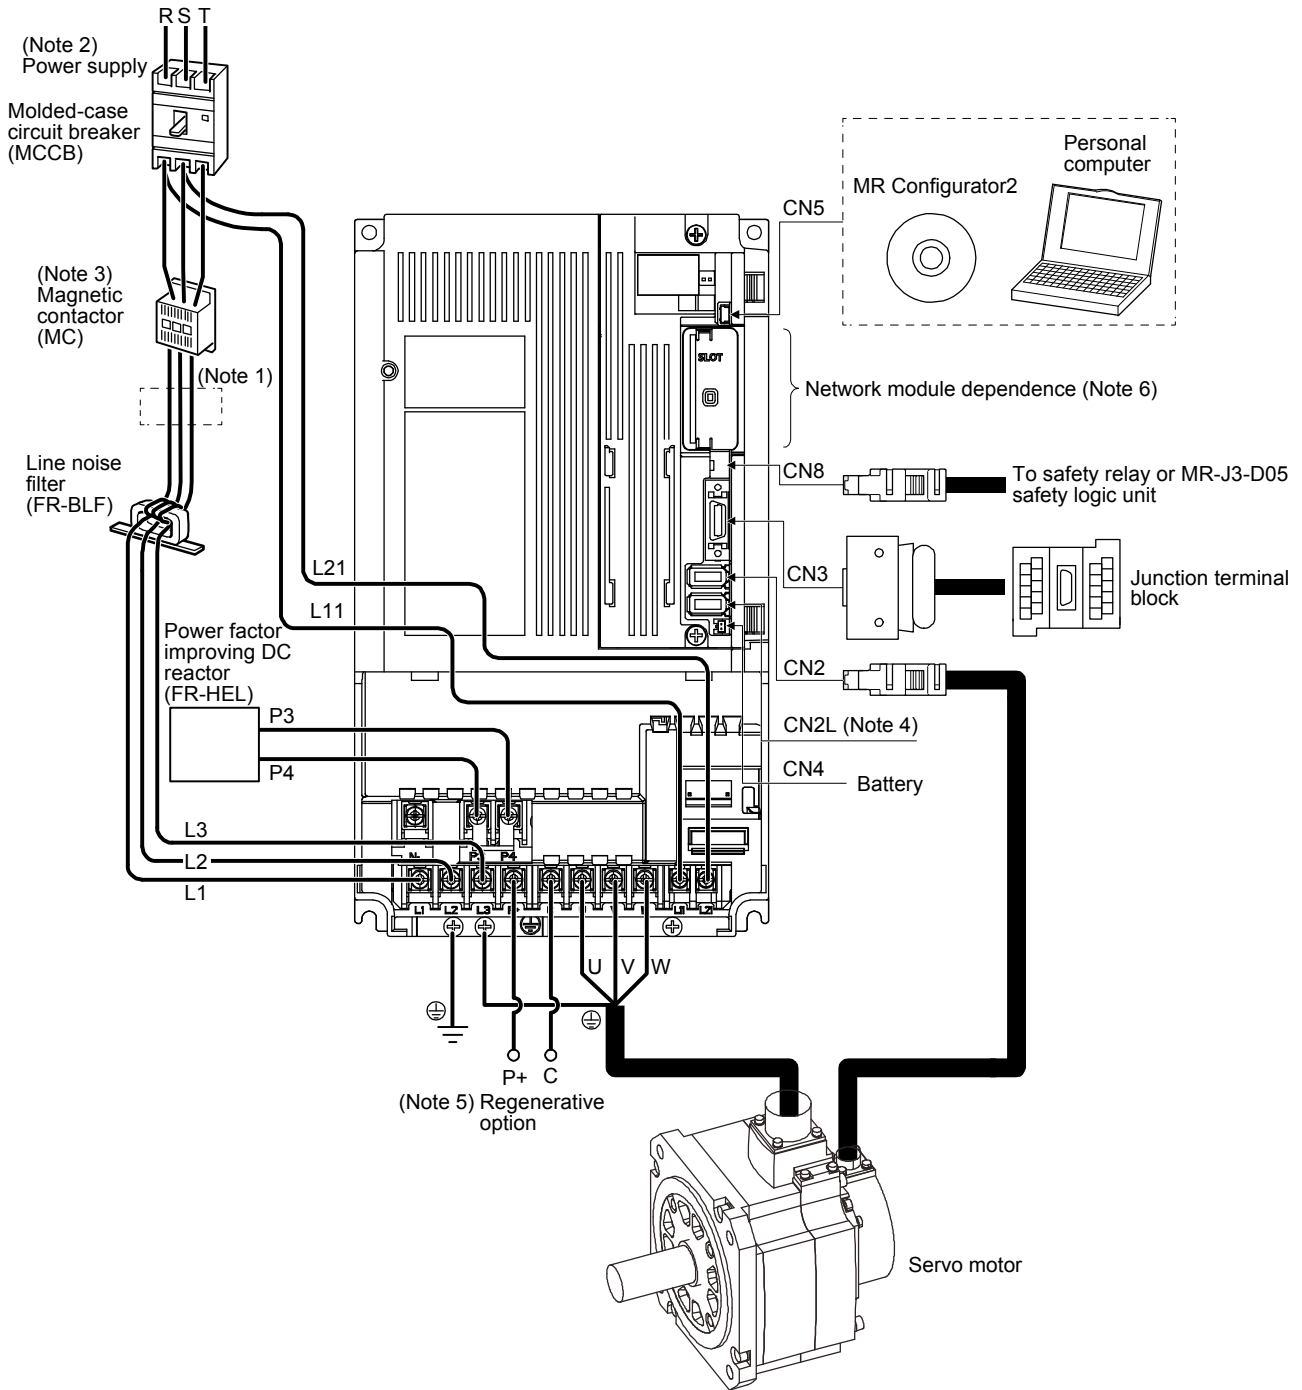 R S T
(Note 2)
Power supply
Molded-case
circuit breaker
(MCCB)
(Note 3)
Magnetic
contactor
(MC)
(Note 1)
Line noise
filter
(FR-BLF)
L21
L11
Power factor
improving DC
reactor
(FR-HEL)
P3
P4
L3
L2
L1
CN5
MR Configurator2
Personal
computer
SLOT
Network module dependence (Note 6)
CN8
To safety relay or MR-J3-D05
safety logic unit
CN3
Junction terminal
block
CN2
CN2L (Note 4)
CN4
Battery
P4
L1 L2 L3 P+
L11 L21
U V W
P+ C
(Note 5) Regenerative
option
Servo motor